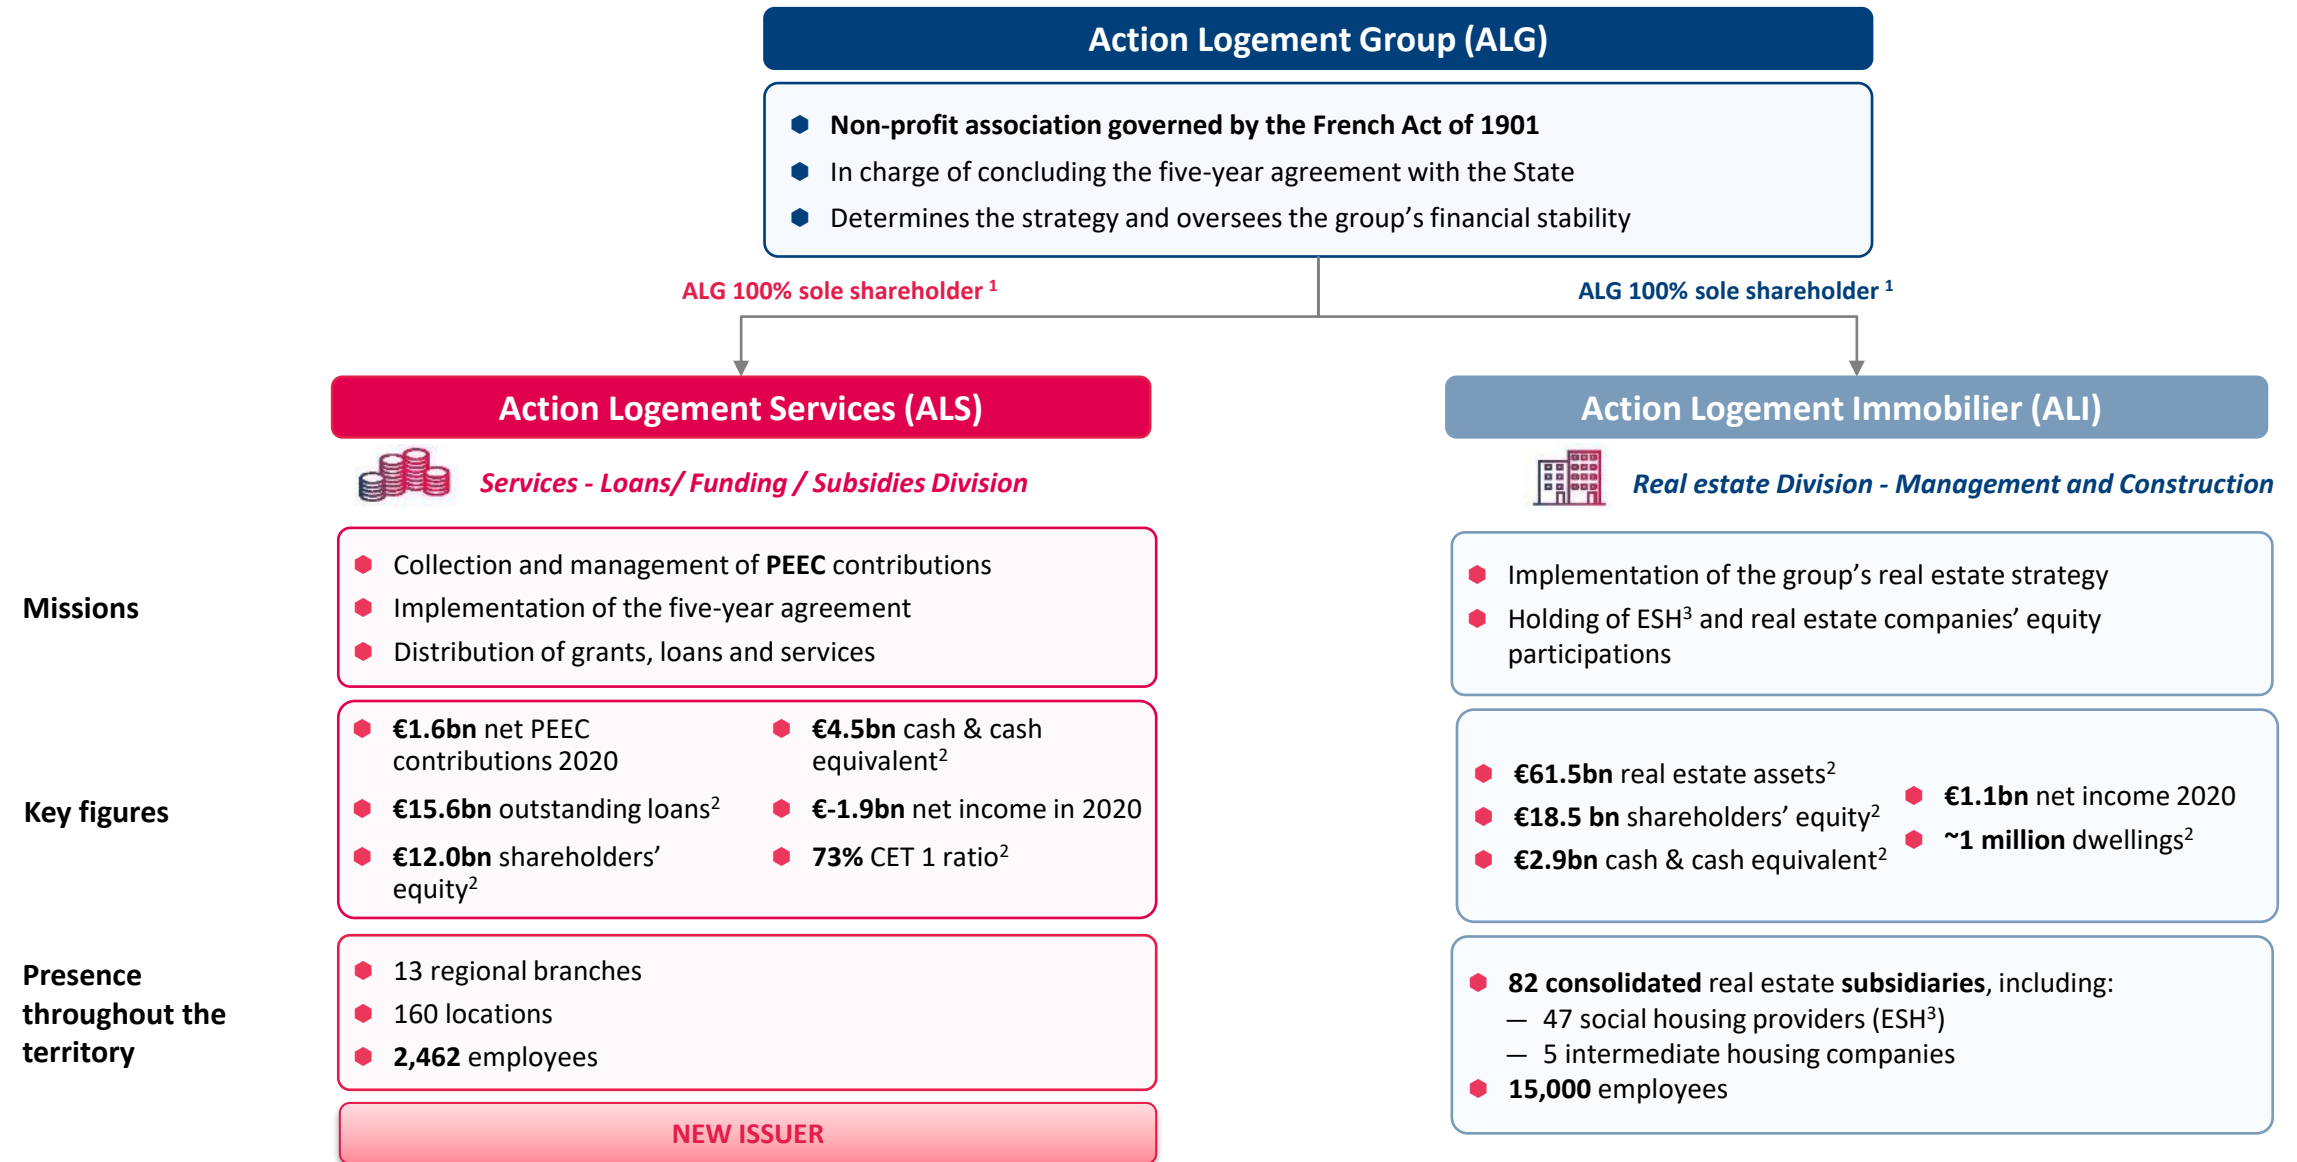 Action Logement Group (ALG)
Non-profit association governed by the French Act of 1901
In charge of concluding the five-year agreement with the State
Determines the strategy and oversees the group’s financial stability
ALG 100% sole shareholder 1
ALG 100% sole shareholder 1
Action Logement Services (ALS)
Services - Loans/ Funding / Subsidies Division
Action Logement Immobilier (ALI)
Real estate Division - Management and Construction
Missions
Collection and management of PEEC contributions
Implementation of the five-year agreement
Distribution of grants, loans and services
Implementation of the group’s real estate strategy
Holding of ESH3 and real estate companies’ equity
participations
Key figures
€1.6bn net PEEC
contributions 2020
€15.6bn outstanding loans2
€12.0bn shareholders’
equity2
€4.5bn cash & cash
equivalent2
€-1.9bn net income in 2020
73% CET 1 ratio2
€61.5bn real estate assets2
€18.5 bn shareholders’ equity2
€2.9bn cash & cash equivalent2
€1.1bn net income 2020
~1 million dwellings2
Presence
throughout the
territory
13 regional branches
160 locations
2,462 employees
82 consolidated real estate subsidiaries, including:
— 47 social housing providers (ESH3)
— 5 intermediate housing companies
15,000 employees
NEW ISSUER